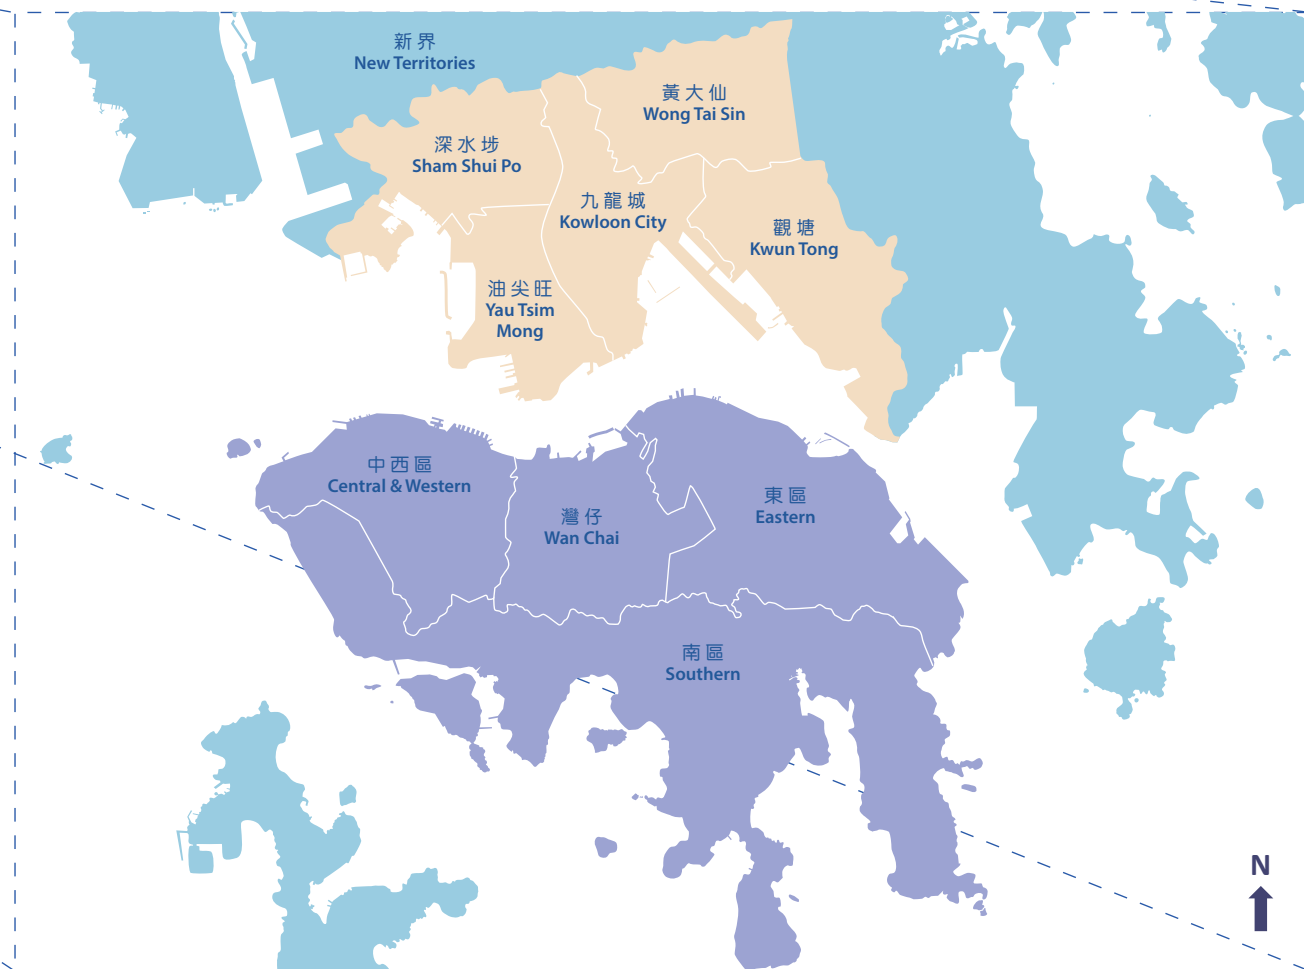 新界
New Territories
黃大仙
Wong Tai Sin
深水埗
Sham Shui Po
九龍城
Kowloon City
觀塘
Kwun Tong
油尖旺
Yau Tsim
Mong
中西區
Central & Western
灣仔
Wan Chai
東區
Eastern
南區
Southern
N